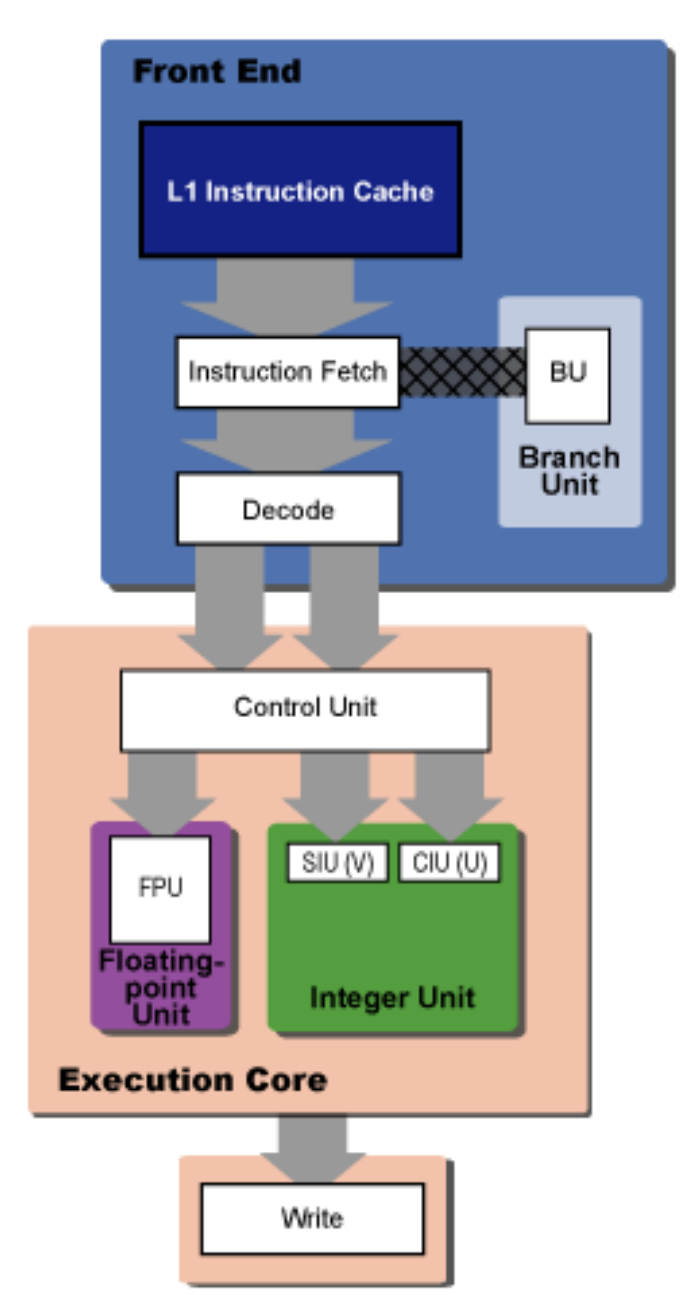 Front End
L1 Instruction Cache
Instruction Fetch
BU
Branch
Unit
Decode
Control Unit
FPU
Floating-
point
Unit
SIU (V)
CIU (U)
Integer Unit
Execution Core
Write